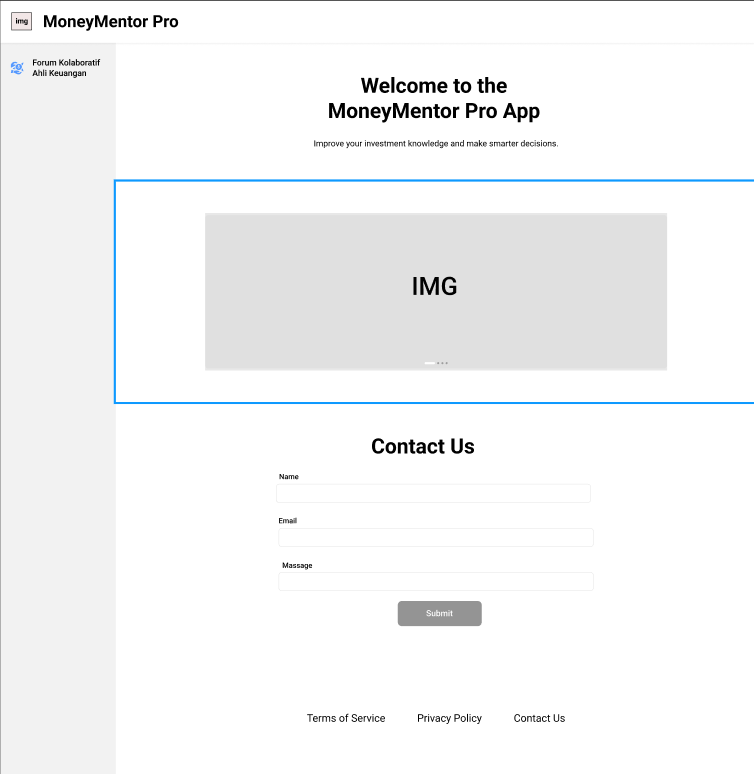 img
MoneyMentor Pro
Forum Kolaboratif
Ahli Keuangan
Welcome to the
MoneyMentor Pro App
Improve your investment knowledge and make smarter decisions.
IMG
Contact Us
Name
Email
Massage
Submit
Terms of Service
Privacy Policy
Contact Us